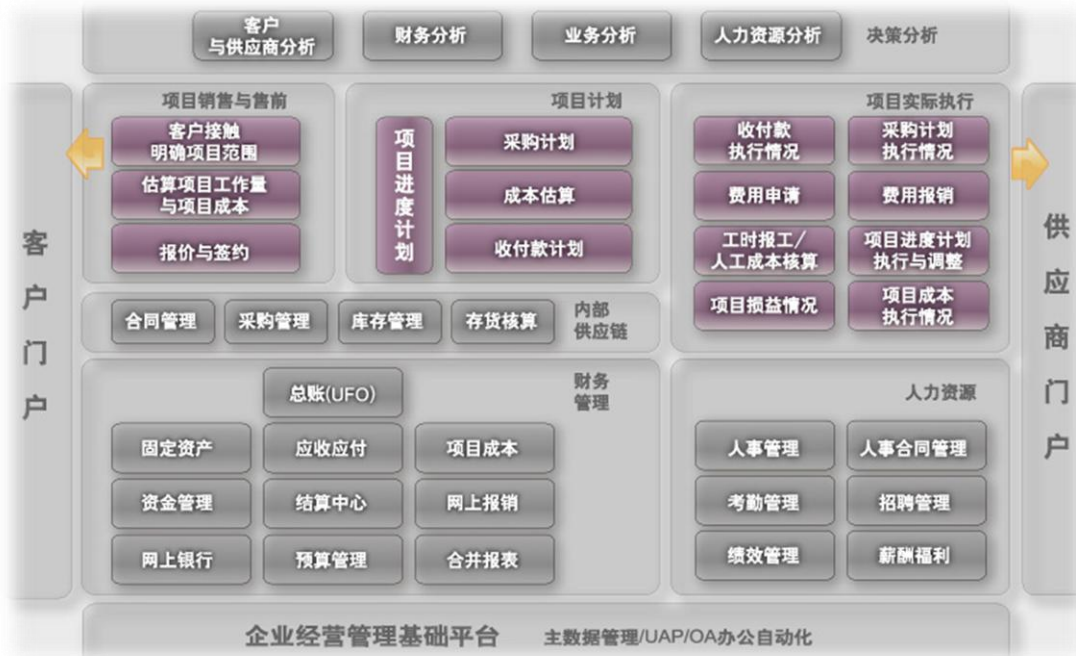 客户
与供应商分析
财务分析
业务分析
人力资源分析
决策分析
客户门户
项目销售与售前
客户接触
明确项目范围
估算项目工作量
与项目成本
报价与签约
项目计划
项目进度计划
采购计划
成本估算
收付款计划
项目实际执行
收付款
执行情况
采购计划
执行情况
费用申请
费用报销
工时报工/
人工成本核算
项目进度计划
执行与调整
项目损益情况
项目成本
执行情况
供应商门户
合同管理
采购管理
库存管理
存货核算
内部
供应链
财务
管理
总账(UFO)
固定资产
应收应付
项目成本
资金管理
结算中心
网上报销
网上银行
预算管理
合并报表
人力资源
人事管理
人事合同管理
考勤管理
招聘管理
绩效管理
薪酬福利
企业经营管理基础平台
主数据管理/UAP/OA办公自动化